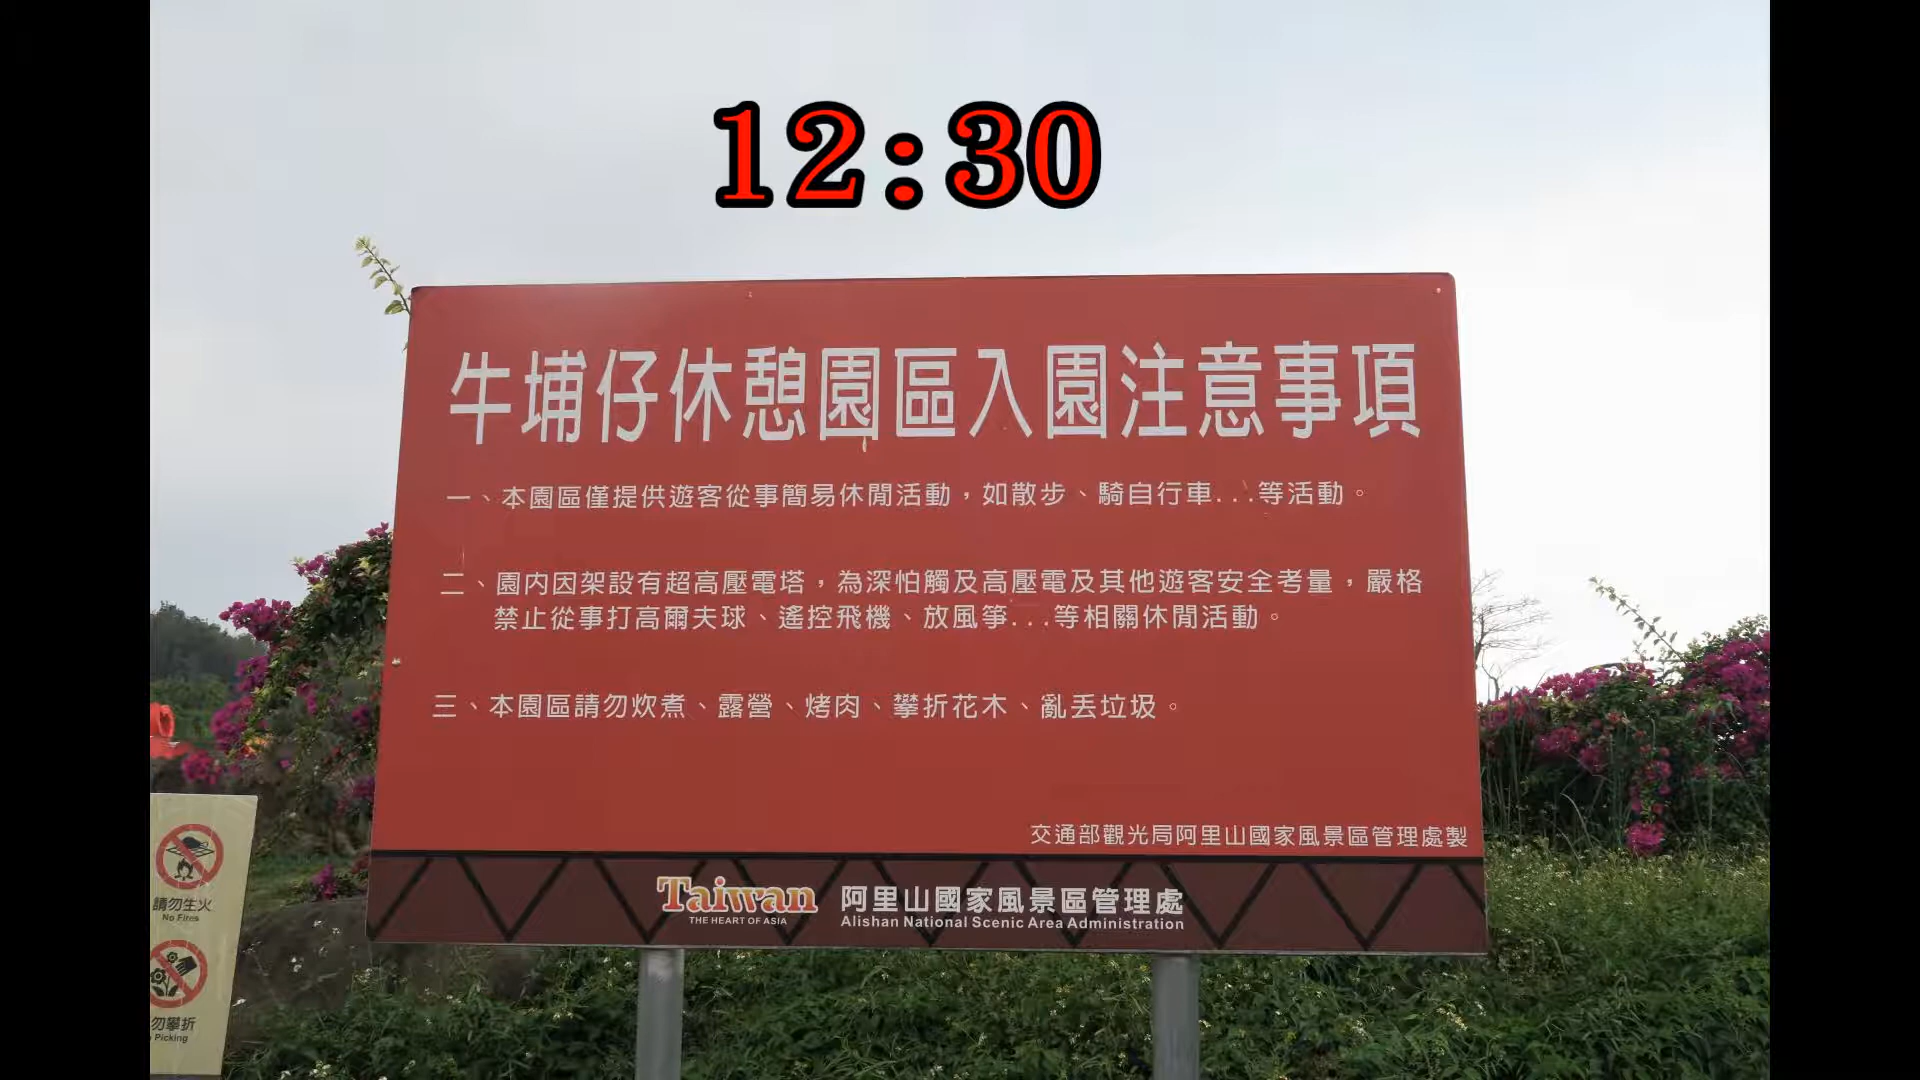 12:30
牛埔仔休憩園區入園注意事項
一、本園區僅提供遊客從事簡易休閒活動，如散步、騎自行車...等活動。
二、園內因架設有超高壓電塔，為深怕觸及高壓電及其他遊客安全考量，嚴格
禁止從事打高爾夫球、遙控飛機、放風箏...等相關休閒活動。
三、本園區請勿炊煮、露營、烤肉、攀折花木、亂丟垃圾。
交通部觀光局阿里山國家風景區管理處製
Taiwan
THE HEART OF ASIA
阿里山國家風景區管理處
Alishan National Scenic Area Administration
請勿生火
No Fires
勿攀折
Picking